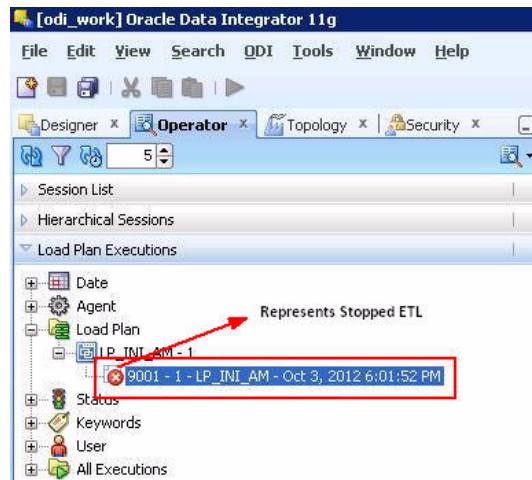 [odi_work] Oracle Data Integrator 11g
File Edit View Search ODI Tools Window Help
Designer x Operator x Topology x Security x
5
Session List
Hierarchical Sessions
Load Plan Executions
Date
Agent
Represents Stopped ETL
Load Plan
LP_INI_AM - 1
9001 - 1 - LP_INI_AM - Oct 3, 2012 6:01:52 PM
Status
Keywords
User
All Executions